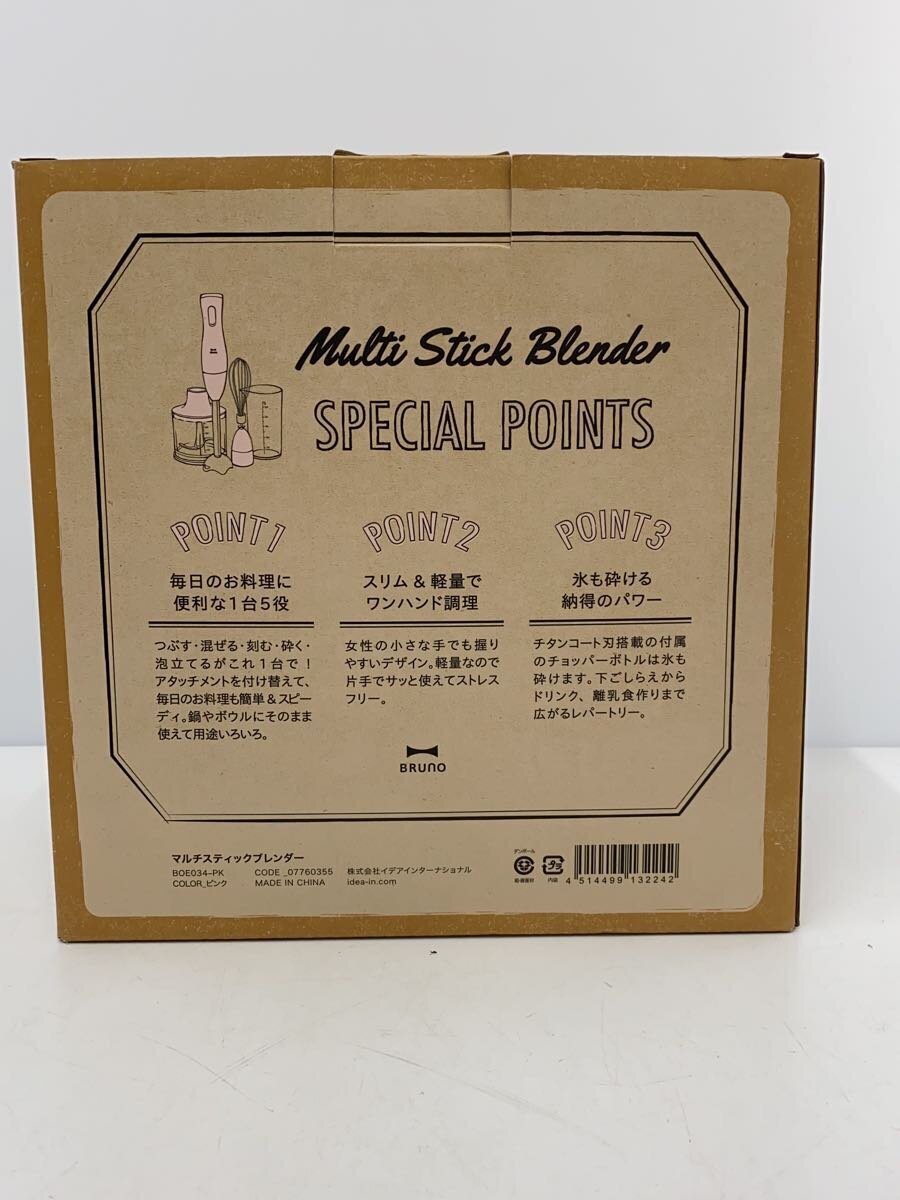 Multi Stick Blender
SPECIAL POINTS
POINT 1
毎日のお料理に
便利な1台5役
つぶす・混ぜる・刻む・砕く・
泡立てるがこれ1台で！
アタッチメントを付け替えて、
毎日のお料理も簡単&スピー
ディ。鍋やボウルにそのまま
使えて用途いろいろ。
POINT 2
スリム & 軽量で
ワンハンド調理
女性の小さな手でも握り
やすいデザイン。軽量なので
片手でサッと使えてストレス
フリー。
POINT 3
氷も砕ける
納得のパワー
チタンコート刃搭載の付属
のチョッパーボトルは氷も
砕けます。下ごしらえから
ドリンク、離乳食作りまで
広がるレパートリー。
BRUNO
マルチスティックブレンダー
BOE034-PK CODE_07760355 株式会社イデアインターナショナル
COLOR_ピンク MADE IN CHINA idea-in.com
ダンボール
プラ
内袋
4 514499 132242